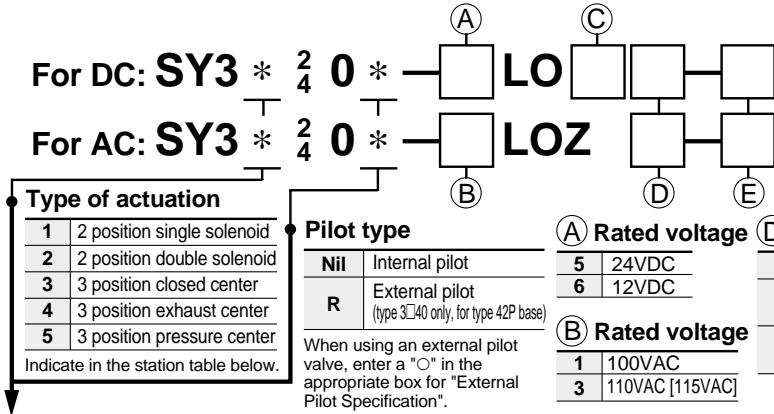 Ⓐ Ⓒ
For DC: SY3 * 2/4 0 * — □ LO □ □ — □
For AC: SY3 * 2/4 0 * — □ LOZ □ — □
Ⓑ Ⓓ Ⓔ
Type of actuation
1 2 position single solenoid
2 2 position double solenoid
3 3 position closed center
4 3 position exhaust center
5 3 position pressure center
Indicate in the station table below.
Pilot type
Nil Internal pilot
R External pilot
(type 3□40 only, for type 42P base)
When using an external pilot
valve, enter a "○" in the
appropriate box for "External
Pilot Specification".
Ⓐ Rated voltage
5 24VDC
6 12VDC
Ⓑ Rated voltage
1 100VAC
3 110VAC [115VAC]